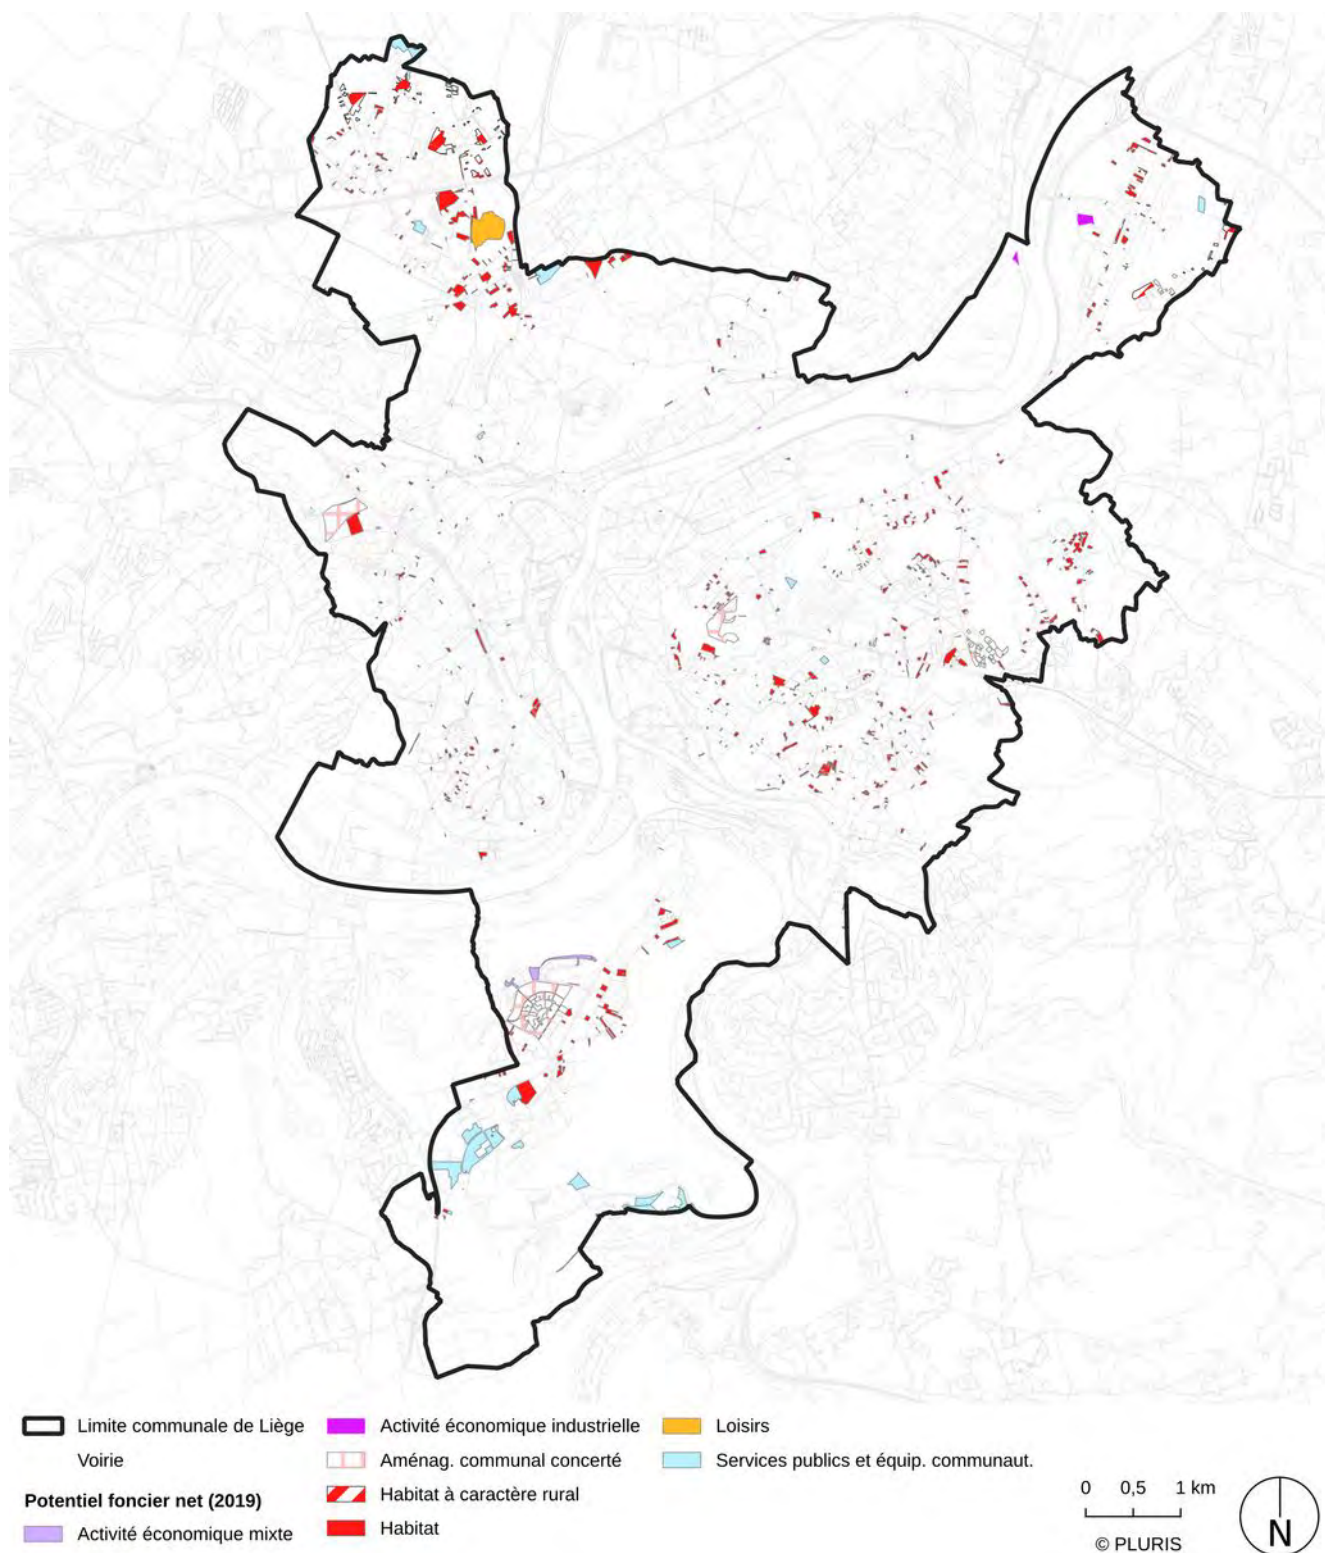 Limite communale de Liège
Voirie
Potentiel foncier net (2019)
Activité économique mixte
Activité économique industrielle
Aménag. communal concerté
Habitat à caractère rural
Habitat
Loisirs
Services publics et équip. communaut.
0 0,5 1 km
© PLURIS
N